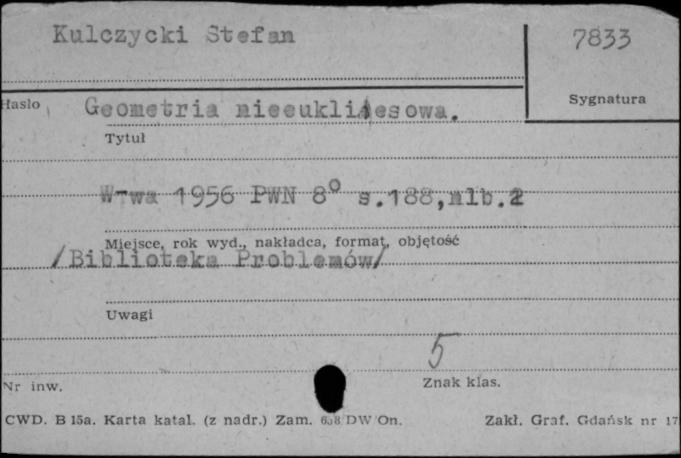 Kulczycki Stefan
7833
Hasło
Sygnatura
Geometria nieeuklidesowa.
Tytuł
W-wa 1956 PWN 8° s.188,nlb.2
Miejsce, rok wyd., nakładca, format, objętość
/Biblioteka Problemów/
Uwagi
5
Nr inw.
Znak klas.
CWD. B 15a. Karta katal. (z nadr.) Zam. DW On.
Zakł. Graf. Gdańsk nr 17